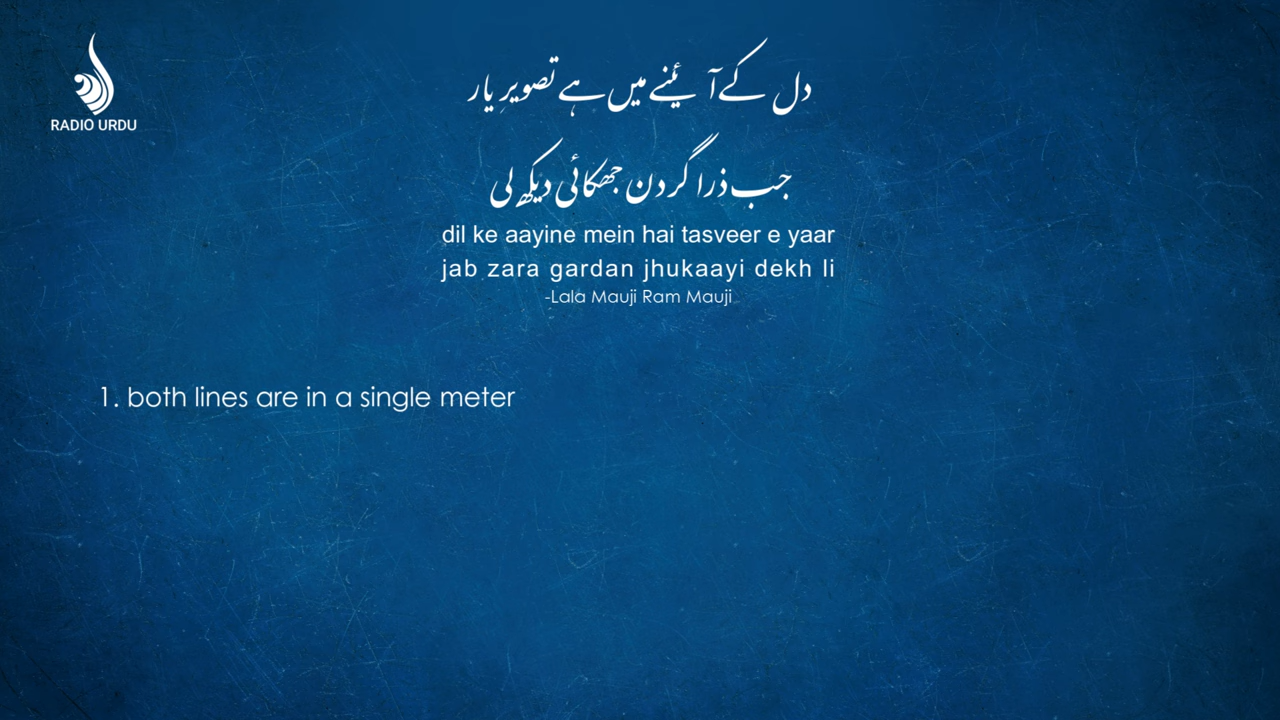 RADIO URDU
دل کے آئینے میں ہے تصویرِ یار
جب ذرا گردن جھکائی دیکھ لی
dil ke aayine mein hai tasveer e yaar
jab zara gardan jhukaayi dekh li
-Lala Mauji Ram Mauji
1. both lines are in a single meter